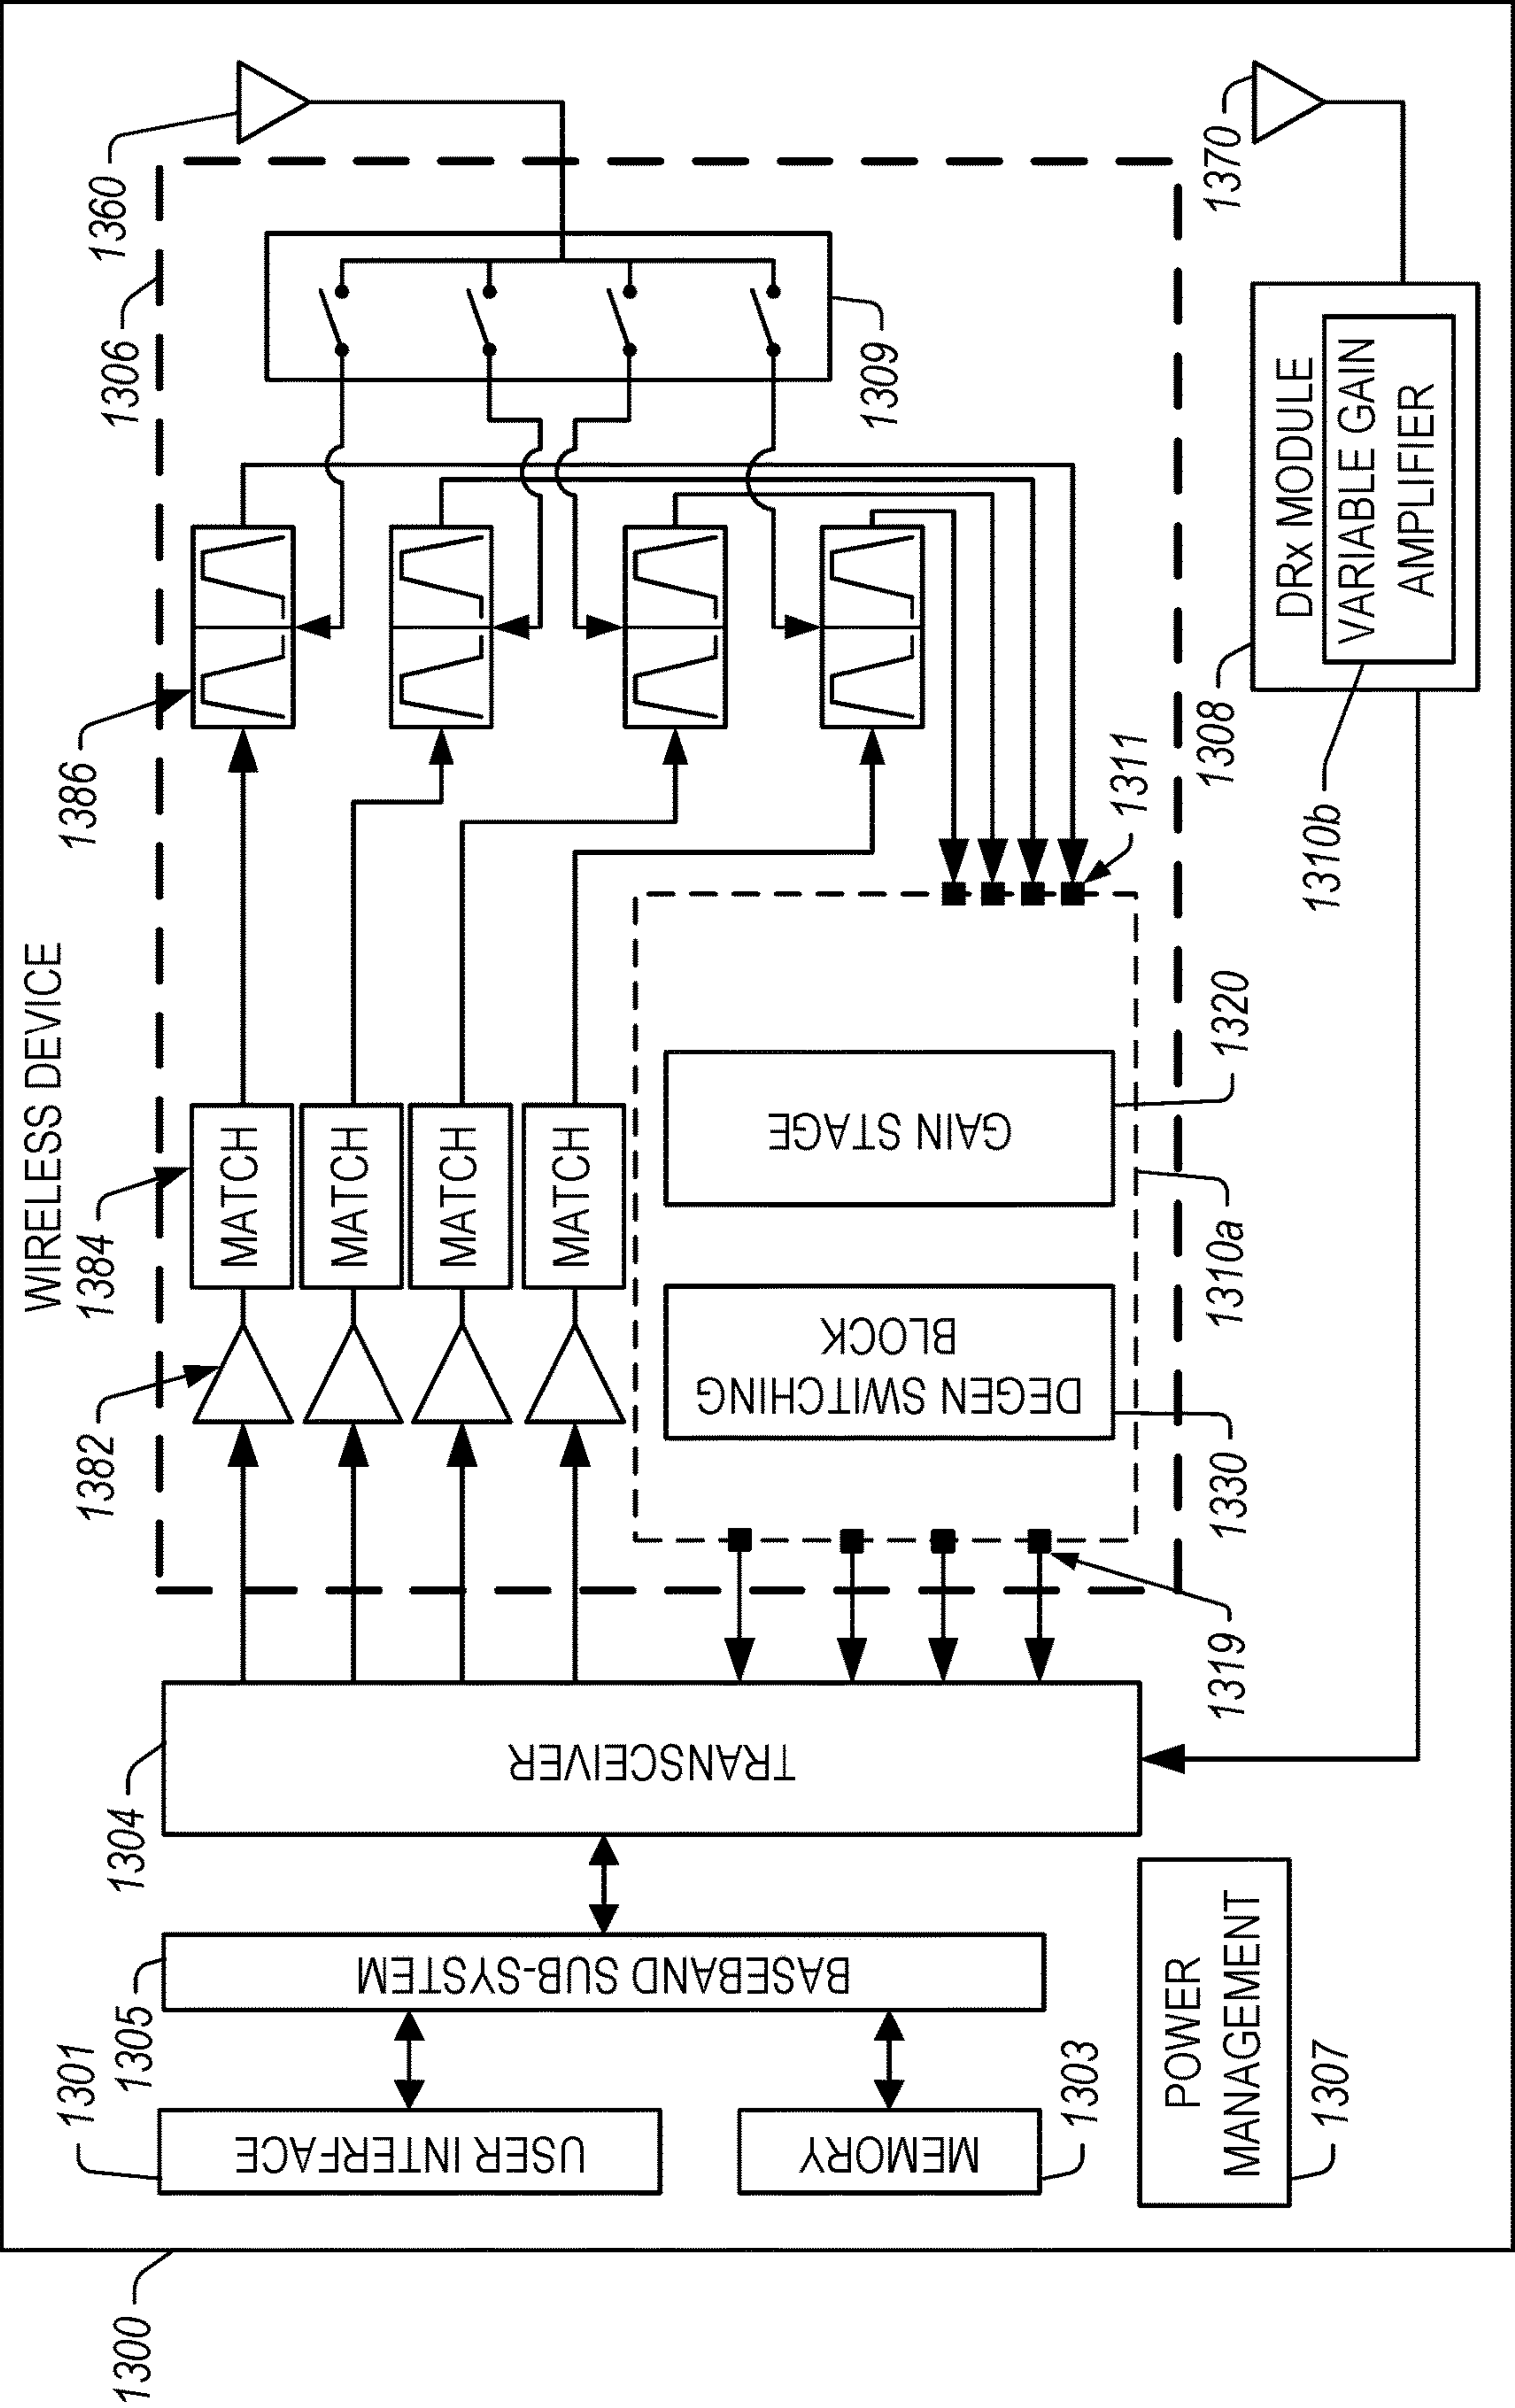 WIRELESS DEVICE
1300
1301
USER INTERFACE
1303
MEMORY
1305
BASEBAND SUB-SYSTEM
1304
TRANSCEIVER
1307
POWER
MANAGEMENT
1382
1384
MATCH
MATCH
MATCH
MATCH
1386
1306
1360
1309
1319
1330
DEGEN SWITCHING
BLOCK
1310a
1320
GAIN STAGE
1311
1308
DRx MODULE
VARIABLE GAIN
AMPLIFIER
1310b
1370